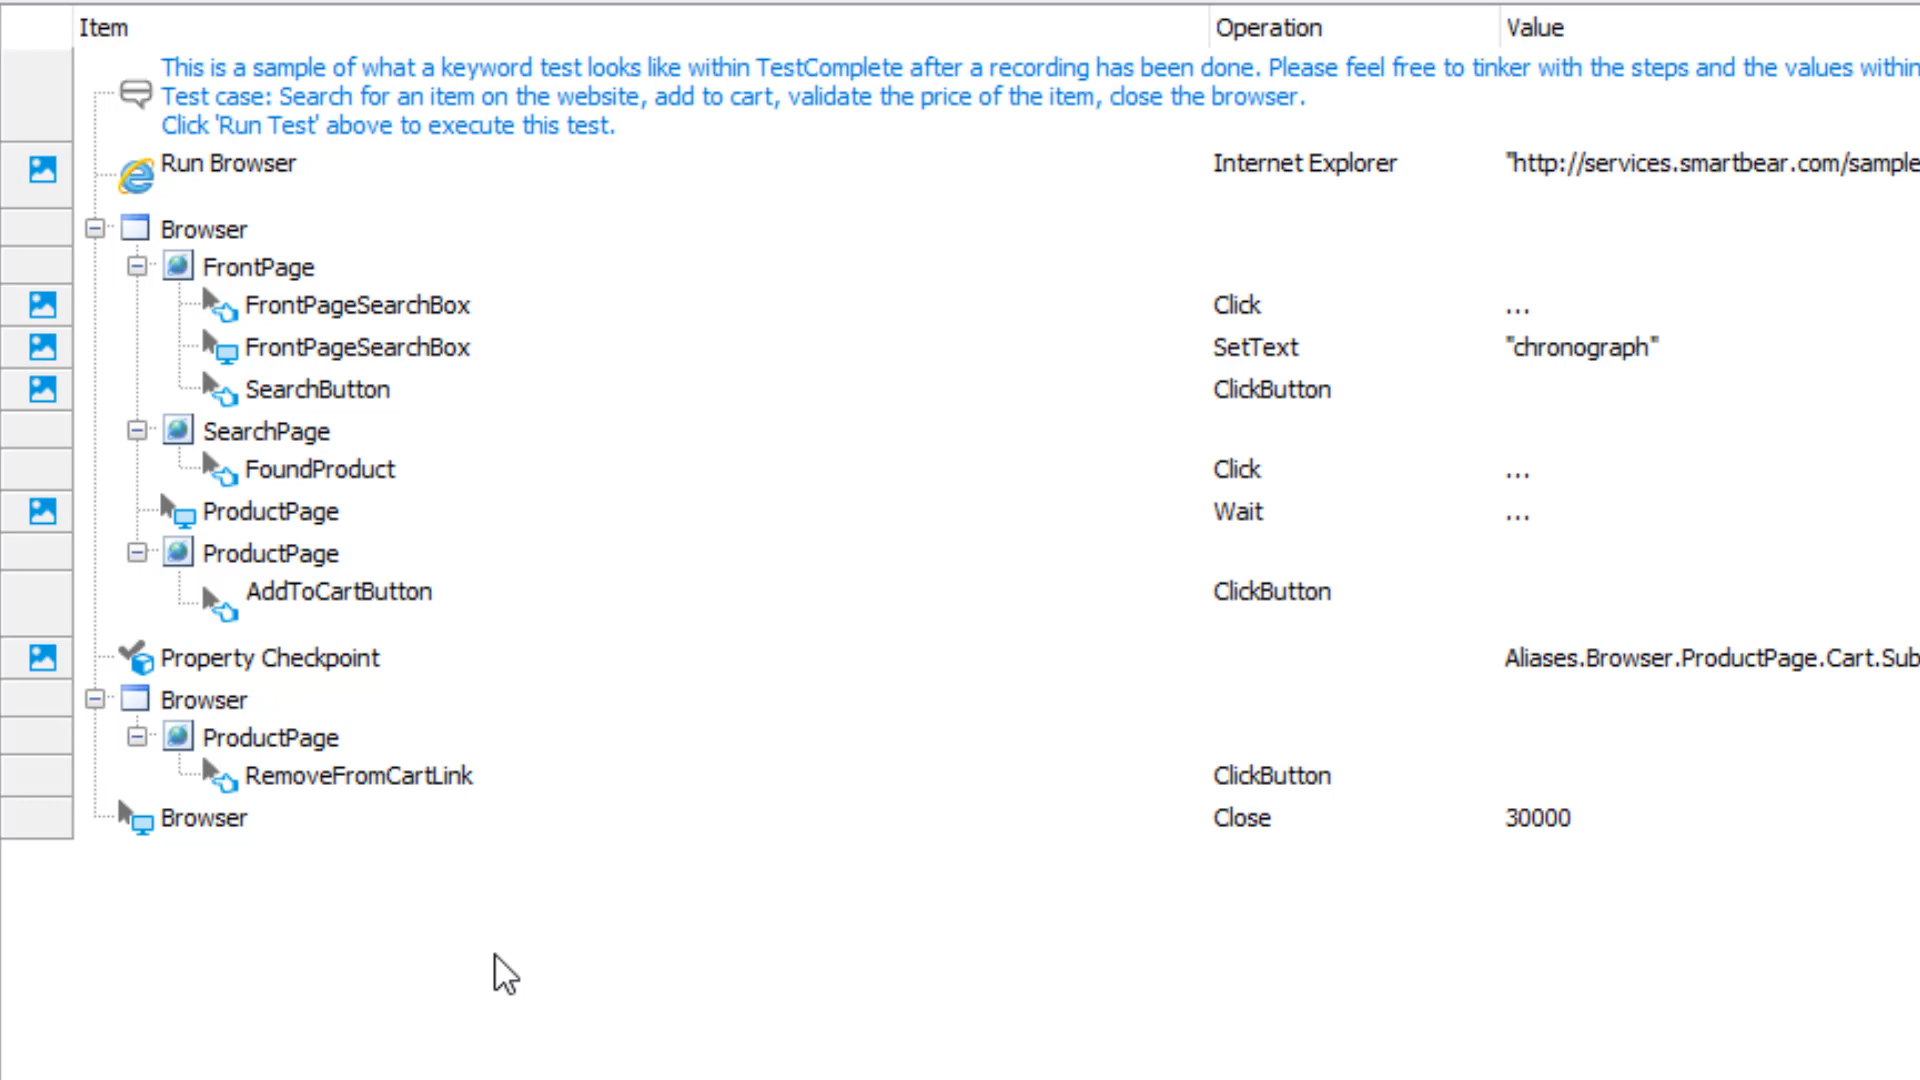 Item Operation Value
This is a sample of what a keyword test looks like within TestComplete after a recording has been done. Please feel free to tinker with the steps and the values within
Test case: Search for an item on the website, add to cart, validate the price of the item, close the browser.
Click 'Run Test' above to execute this test.
Run Browser Internet Explorer "http://services.smartbear.com/sample
Browser
FrontPage
FrontPageSearchBox Click ...
FrontPageSearchBox SetText "chronograph"
SearchButton ClickButton
SearchPage
FoundProduct Click ...
ProductPage Wait ...
ProductPage
AddToCartButton ClickButton
Property Checkpoint Aliases.Browser.ProductPage.Cart.Sub
Browser
ProductPage
RemoveFromCartLink ClickButton
Browser Close 30000